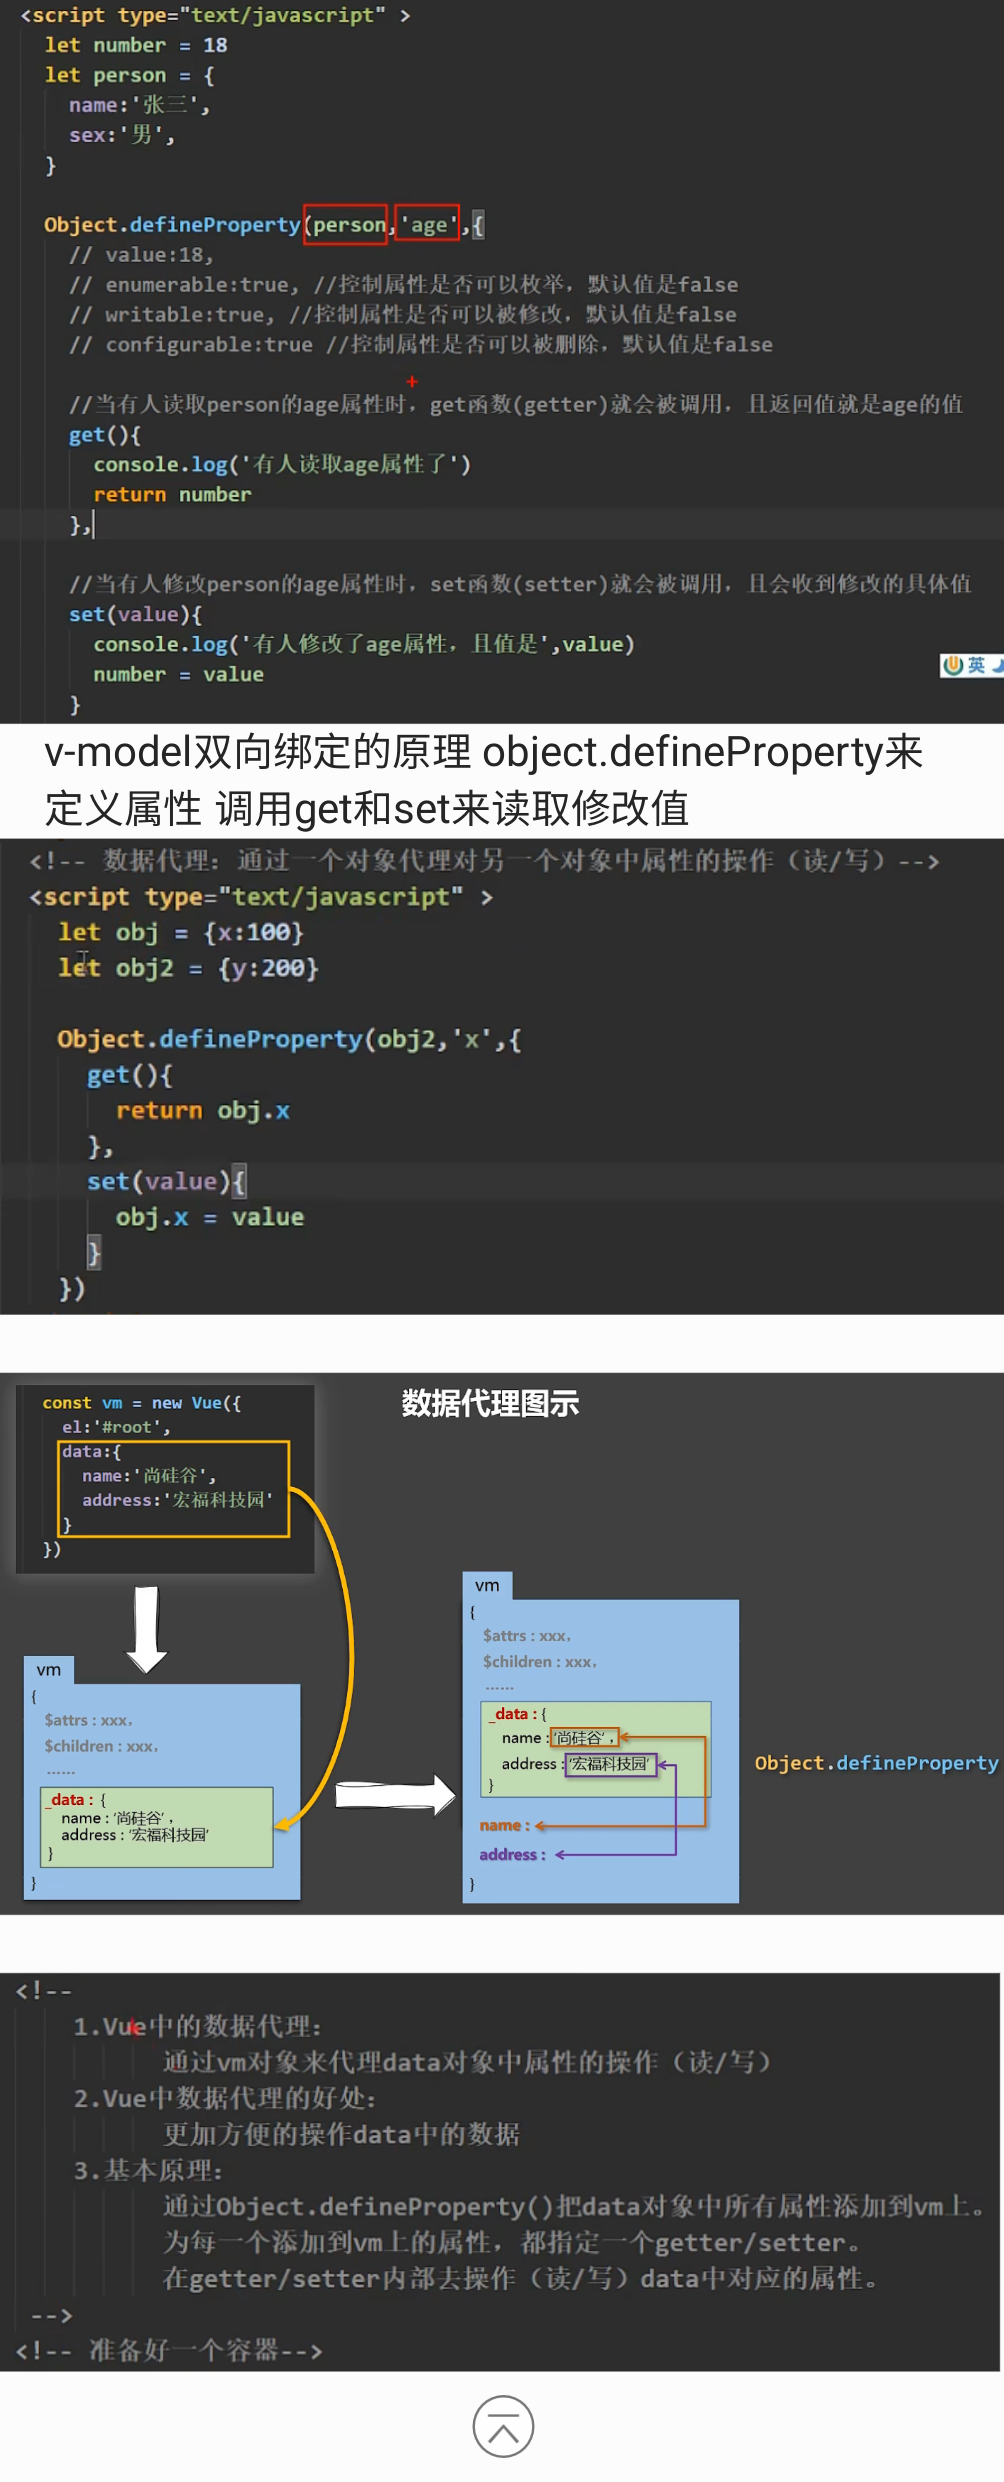 <script type="text/javascript" >
let number = 18
let person = {
name:'张三',
sex:'男',
}
Object.defineProperty(person,'age',{
// value:18,
// enumerable:true, //控制属性是否可以枚举，默认值是false
// writable:true, //控制属性是否可以被修改，默认值是false
// configurable:true //控制属性是否可以被删除，默认值是false
//当有人读取person的age属性时，get函数(getter)就会被调用，且返回值就是age的值
get(){
console.log('有人读取age属性了')
return number
},
//当有人修改person的age属性时，set函数(setter)就会被调用，且会收到修改的具体值
set(value){
console.log('有人修改了age属性，且值是',value)
number = value
}
英
v-model双向绑定的原理 object.defineProperty来
定义属性 调用get和set来读取修改值
<!-- 数据代理：通过一个对象代理对另一个对象中属性的操作（读/写）-->
<script type="text/javascript" >
let obj = {x:100}
let obj2 = {y:200}
Object.defineProperty(obj2,'x',{
get(){
return obj.x
},
set(value){
obj.x = value
}
})
数据代理图示
const vm = new Vue({
el:'#root',
data:{
name:'尚硅谷',
address:'宏福科技园'
}
})
vm
{
$attrs : xxx,
$children : xxx,
......
_data : {
name : '尚硅谷' ,
address : '宏福科技园'
}
}
vm
{
$attrs : xxx,
$children : xxx,
......
_data : {
name : '尚硅谷' ,
address : '宏福科技园'
}
name :
address :
}
Object.defineProperty
<!--
1.Vue中的数据代理：
通过vm对象来代理data对象中属性的操作（读/写）
2.Vue中数据代理的好处：
更加方便的操作data中的数据
3.基本原理：
通过Object.defineProperty()把data对象中所有属性添加到vm上。
为每一个添加到vm上的属性，都指定一个getter/setter。
在getter/setter内部去操作（读/写）data中对应的属性。
-->
<!-- 准备好一个容器-->